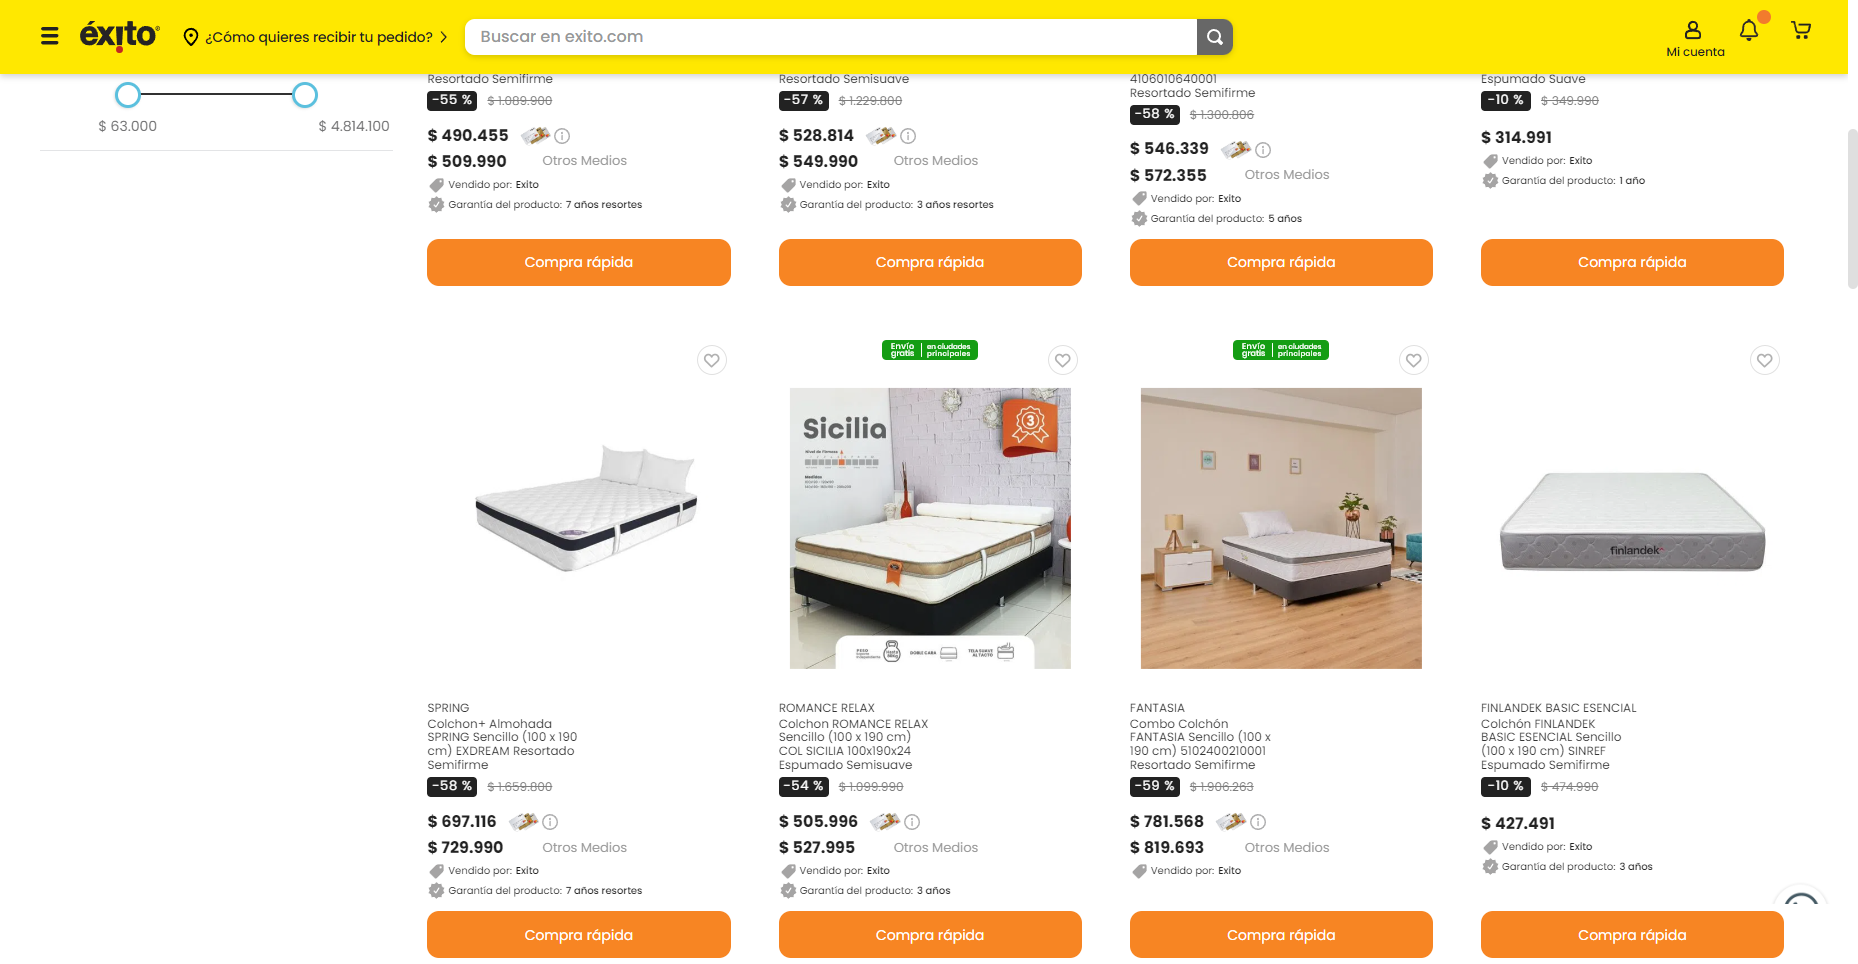 éxito
¿Cómo quieres recibir tu pedido?
Buscar en exito.com
Mi cuenta
$ 63.000
$ 4.814.100
Resortado Semifirme
-55 % $ 1.089.900
$ 490.455
$ 509.990 Otros Medios
Vendido por: Exito
Garantía del producto: 7 años resortes
Compra rápida
Resortado Semisuave
-57 % $ 1.229.800
$ 528.814
$ 549.990 Otros Medios
Vendido por: Exito
Garantía del producto: 3 años resortes
Compra rápida
4106010640001
Resortado Semifirme
-58 % $ 1.300.806
$ 546.339
$ 572.355 Otros Medios
Vendido por: Exito
Garantía del producto: 5 años
Compra rápida
Espumado Suave
-10 % $ 349.990
$ 314.991
Vendido por: Exito
Garantía del producto: 1 año
Compra rápida
SPRING
Colchon+ Almohada
SPRING Sencillo (100 x 190
cm) EXDREAM Resortado
Semifirme
-58 % $ 1.659.800
$ 697.116
$ 729.990 Otros Medios
Vendido por: Exito
Garantía del producto: 7 años resortes
Compra rápida
Envío gratis en ciudades principales
Sicilia
3
Nivel de firmeza
Medidas
DOBLE CARA
TELA SUAVE
AL TACTO
ROMANCE RELAX
Colchon ROMANCE RELAX
Sencillo (100 x 190 cm)
COL SICILIA 100x190x24
Espumado Semisuave
-54 % $ 1.099.990
$ 505.996
$ 527.995 Otros Medios
Vendido por: Exito
Garantía del producto: 3 años
Compra rápida
Envío gratis en ciudades principales
FANTASIA
Combo Colchón
FANTASIA Sencillo (100 x
190 cm) 5102400210001
Resortado Semifirme
-59 % $ 1.906.263
$ 781.568
$ 819.693 Otros Medios
Vendido por: Exito
Compra rápida
finlandek
FINLANDEK BASIC ESENCIAL
Colchón FINLANDEK
BASIC ESENCIAL Sencillo
(100 x 190 cm) SINREF
Espumado Semifirme
-10 % $ 474.990
$ 427.491
Vendido por: Exito
Garantía del producto: 3 años
Compra rápida